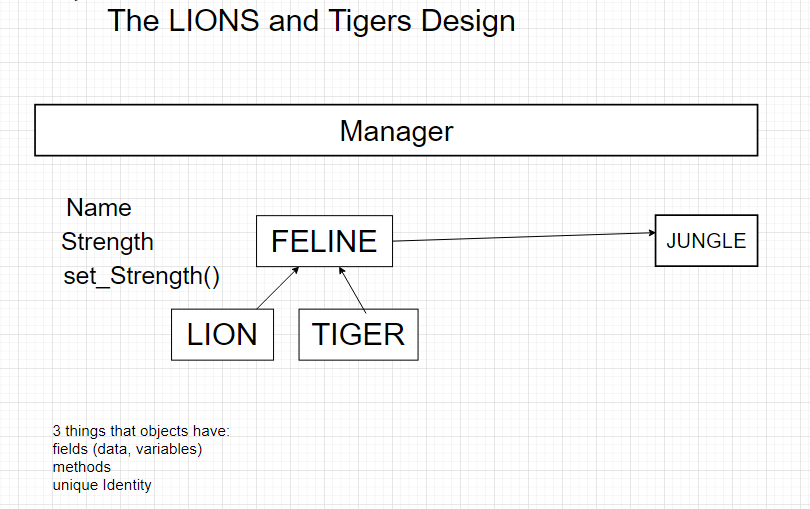 The LIONS and Tigers Design
Manager
Name
Strength
set_Strength()
FELINE
JUNGLE
LION
TIGER
3 things that objects have:
fields (data, variables)
methods
unique Identity